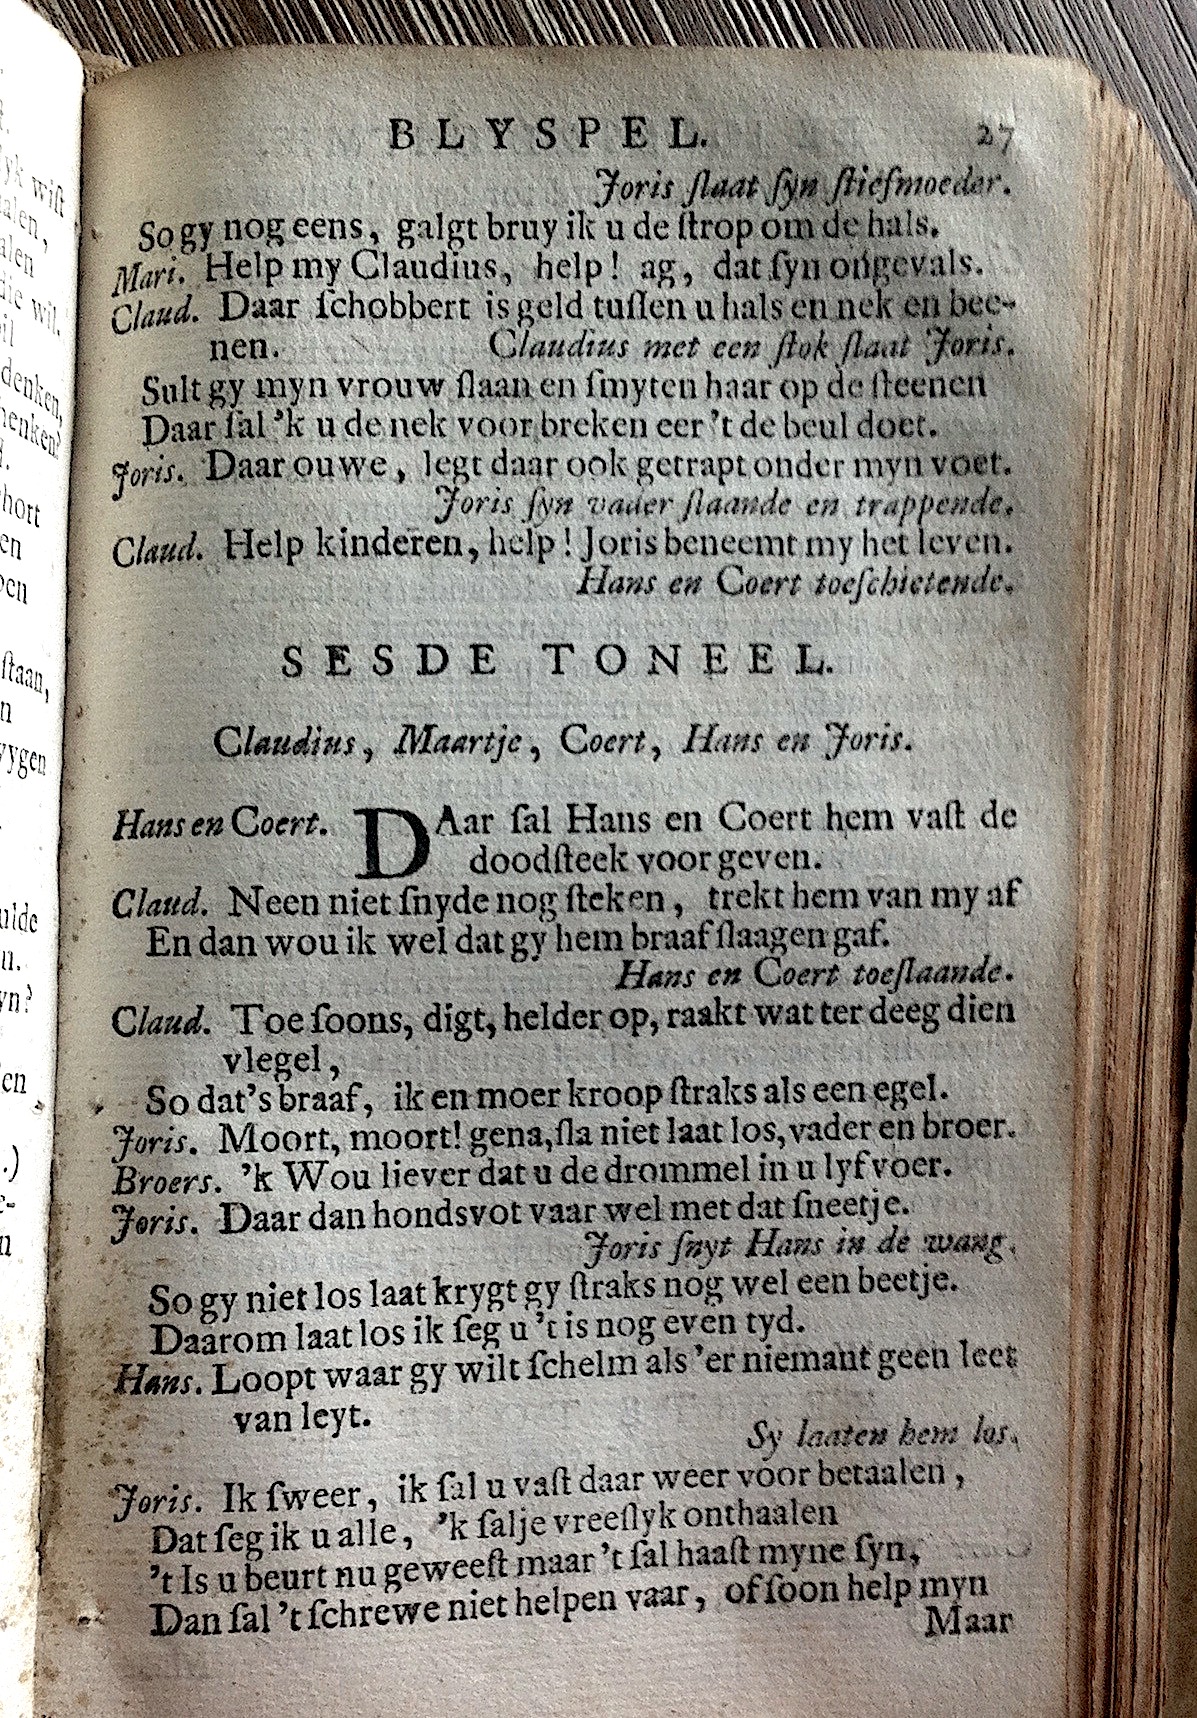 BLYSPEL. 27
Joris ſlaat ſyn ſtiefmoeder.
So gy nog eens, galgt bruy ik u de ſtrop om de hals.
Mari. Help my Claudius, help! ag, dat ſyn ongevals.
Claud. Daar ſchobbert is geld tuſſen u hals en nek en bee-
nen. Claudius met een ſtok ſlaat Joris.
Sult gy myn vrouw ſlaan en ſmyten haar op de ſteenen
Daar ſal 'k u de nek voor breken eer 't de beul doet.
Joris. Daar ouwe, legt daar ook getrapt onder myn voet.
Joris ſyn vader ſlaande en trappende.
Claud. Help kinderen, help! Joris beneemt my het leven.
Hans en Coert toeſchietende.
SESDE TONEEL.
Claudius, Maartje, Coert, Hans en Joris.
Hans en Coert. DAar ſal Hans en Coert hem vaſt de
doodſteek voor geven.
Claud. Neen niet ſnyde nog ſteken, trekt hem van my af
En dan wou ik wel dat gy hem braaf ſlaagen gaf.
Hans en Coert toeſlaande.
Claud. Toe ſoons, digt, helder op, raakt wat ter deeg dien
vlegel,
So dat's braaf, ik en moer kroop ſtraks als een egel.
Joris. Moort, moort! gena, ſla niet laat los, vader en broer.
Broers. 'k Wou liever dat u de drommel in u lyf voer.
Joris. Daar dan hondsvot vaar wel met dat ſneetje.
Joris ſnyt Hans in de wang.
So gy niet los laat krygt gy ſtraks nog wel een beetje.
Daarom laat los ik ſeg u 't is nog even tyd.
Hans. Loopt waar gy wilt ſchelm als 'er niemant geen leet
van leyt.
Sy laaten hem los.
Joris. Ik ſweer, ik ſal u vaſt daar weer voor betaalen,
Dat ſeg ik u alle, 'k ſal je vreeſlyk onthaalen
't Is u beurt nu geweeſt maar 't ſal haaſt myne ſyn,
Dan ſal 't ſchrewe niet helpen vaar, of ſoon help myn
Maar